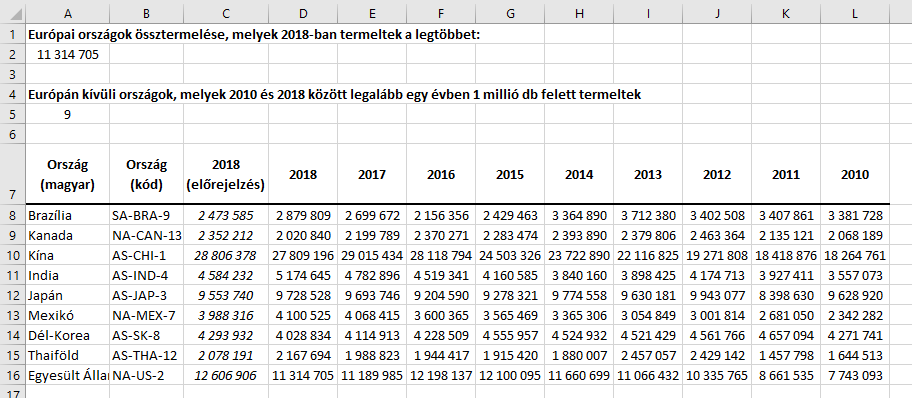 A B C D E F G H I J K L
1 Európai országok össztermelése, melyek 2018-ban termeltek a legtöbbet:
2 11 314 705
3
4 Európán kívüli országok, melyek 2010 és 2018 között legalább egy évben 1 millió db felett termeltek
5 9
6
7 Ország (magyar) Ország (kód) 2018 (előrejelzés) 2018 2017 2016 2015 2014 2013 2012 2011 2010
8 Brazília SA-BRA-9 2 473 585 2 879 809 2 699 672 2 156 356 2 429 463 3 364 890 3 712 380 3 402 508 3 407 861 3 381 728
9 Kanada NA-CAN-13 2 352 212 2 020 840 2 199 789 2 370 271 2 283 474 2 393 890 2 379 806 2 463 364 2 135 121 2 068 189
10 Kína AS-CHI-1 28 806 378 27 809 196 29 015 434 28 118 794 24 503 326 23 722 890 22 116 825 19 271 808 18 418 876 18 264 761
11 India AS-IND-4 4 584 232 5 174 645 4 782 896 4 519 341 4 160 585 3 840 160 3 898 425 4 174 713 3 927 411 3 557 073
12 Japán AS-JAP-3 9 553 740 9 728 528 9 693 746 9 204 590 9 278 321 9 774 558 9 630 181 9 943 077 8 398 630 9 628 920
13 Mexikó NA-MEX-7 3 988 316 4 100 525 4 068 415 3 600 365 3 565 469 3 365 306 3 054 849 3 001 814 2 681 050 2 342 282
14 Dél-Korea AS-SK-8 4 293 932 4 028 834 4 114 913 4 228 509 4 555 957 4 524 932 4 521 429 4 561 766 4 657 094 4 271 741
15 Thaiföld AS-THA-12 2 078 191 2 167 694 1 988 823 1 944 417 1 915 420 1 880 007 2 457 057 2 429 142 1 457 798 1 644 513
16 Egyesült Álla NA-US-2 12 606 906 11 314 705 11 189 985 12 198 137 12 100 095 11 660 699 11 066 432 10 335 765 8 661 535 7 743 093
17